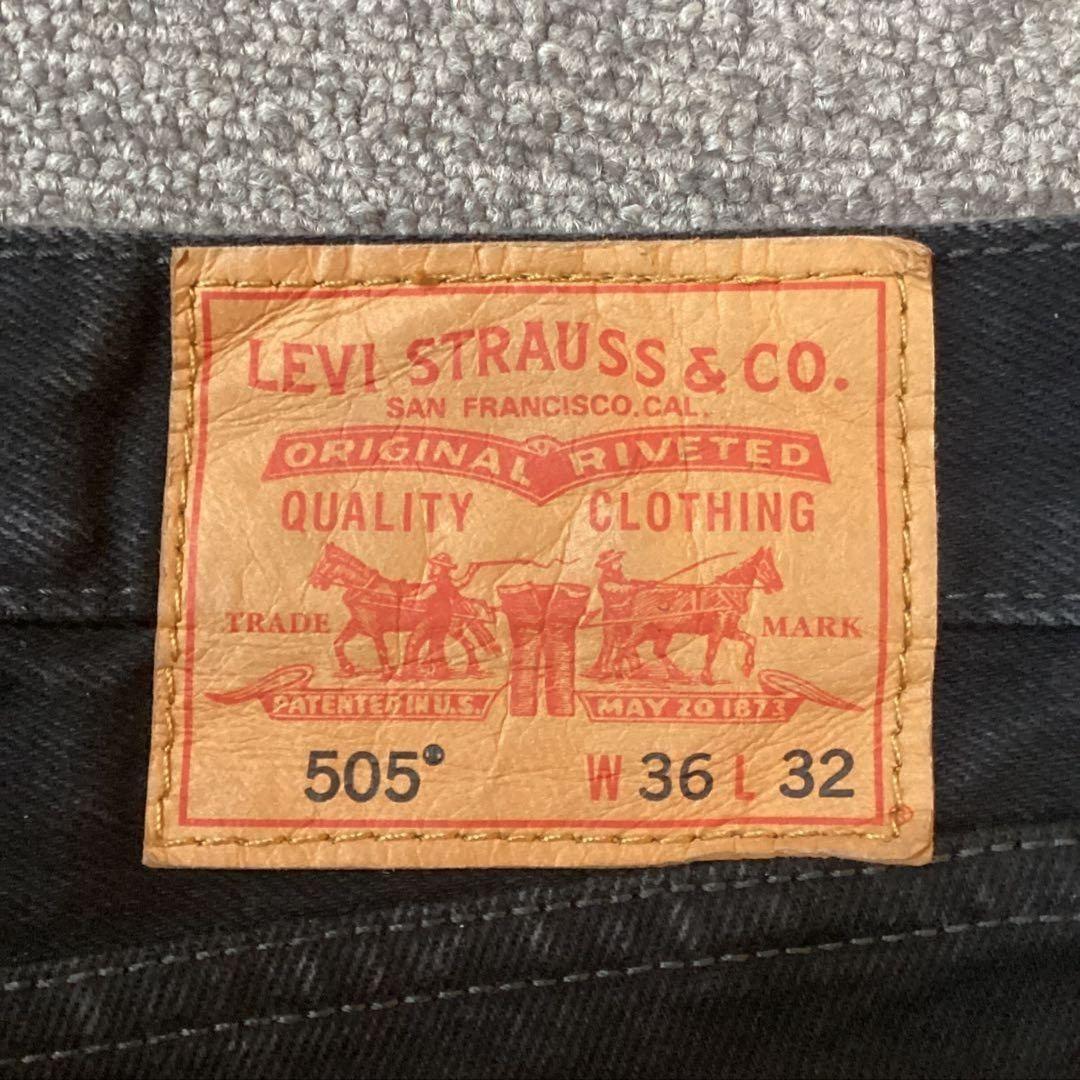 LEVI STRAUSS & CO.
SAN FRANCISCO, CAL.
ORIGINAL RIVETED
QUALITY CLOTHING
TRADE MARK
PATENTED IN U.S. MAY 20 1873
505® W 36 L 32
®